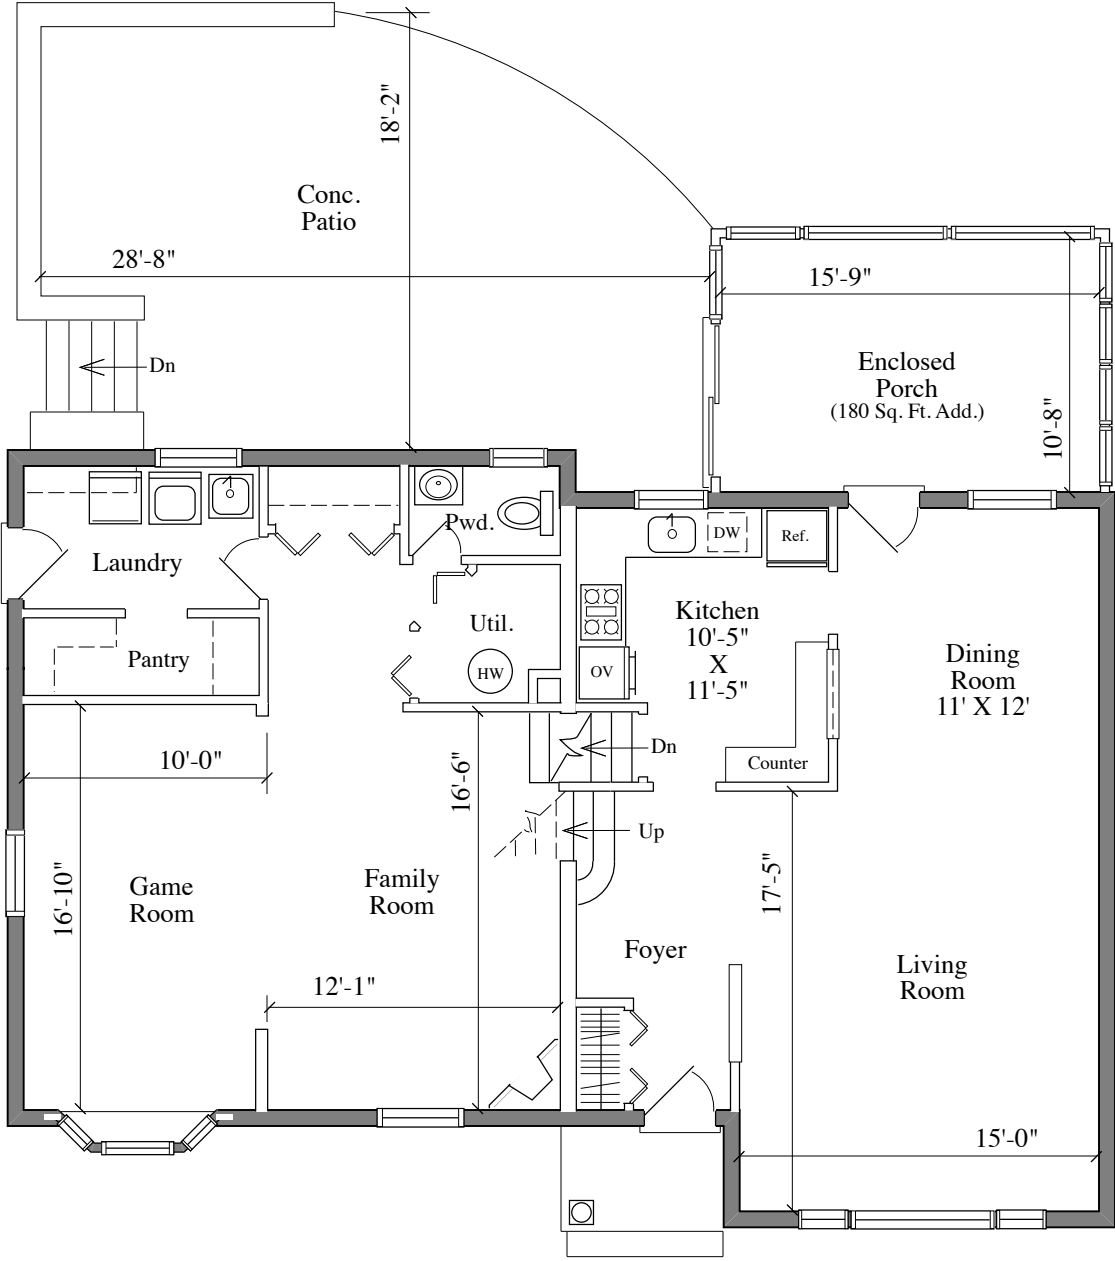 18'-2"
Conc.
Patio
28'-8"
15'-9"
Dn
Enclosed
Porch
(180 Sq. Ft. Add.)
10'-8"
Pwd.
DW
Ref.
Laundry
Util.
Kitchen
10'-5"
X
11'-5"
Pantry
HW
OV
Dining
Room
11' X 12'
Dn
10'-0"
16'-6"
Counter
Up
16'-10"
Game
Room
Family
Room
17'-5"
Foyer
Living
Room
12'-1"
15'-0"